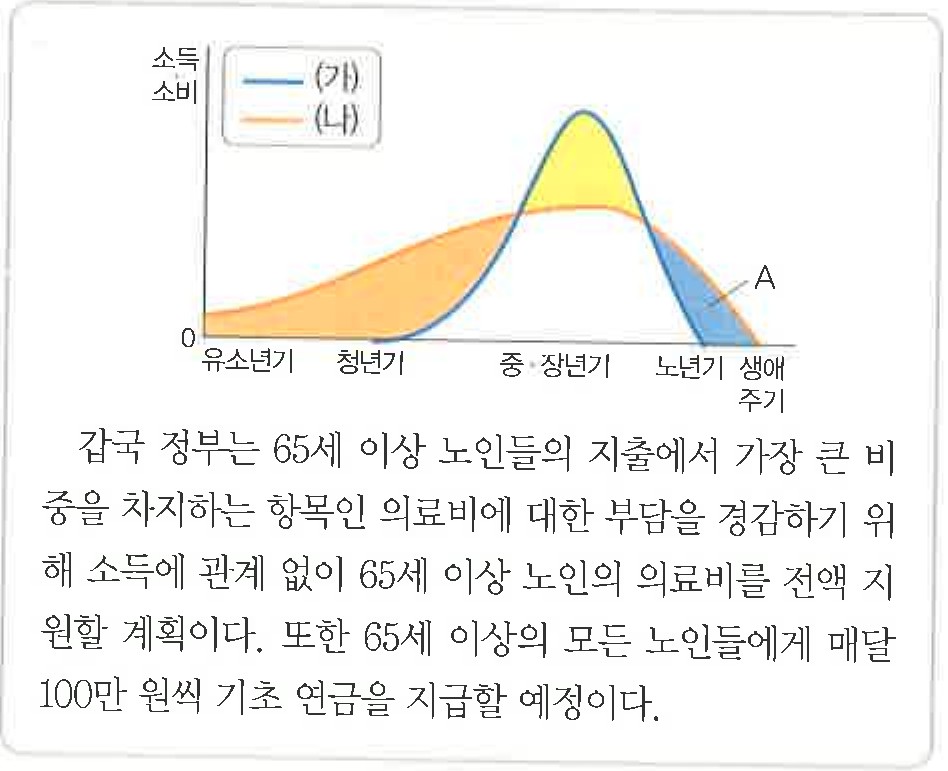 소득
소비
(가)
(나)
A
0
유소년기 청년기 중·장년기 노년기 생애
주기
갑국 정부는 65세 이상 노인들의 지출에서 가장 큰 비
중을 차지하는 항목인 의료비에 대한 부담을 경감하기 위
해 소득에 관계 없이 65세 이상 노인의 의료비를 전액 지
원할 계획이다. 또한 65세 이상의 모든 노인들에게 매달
100만 원씩 기초 연금을 지급할 예정이다.